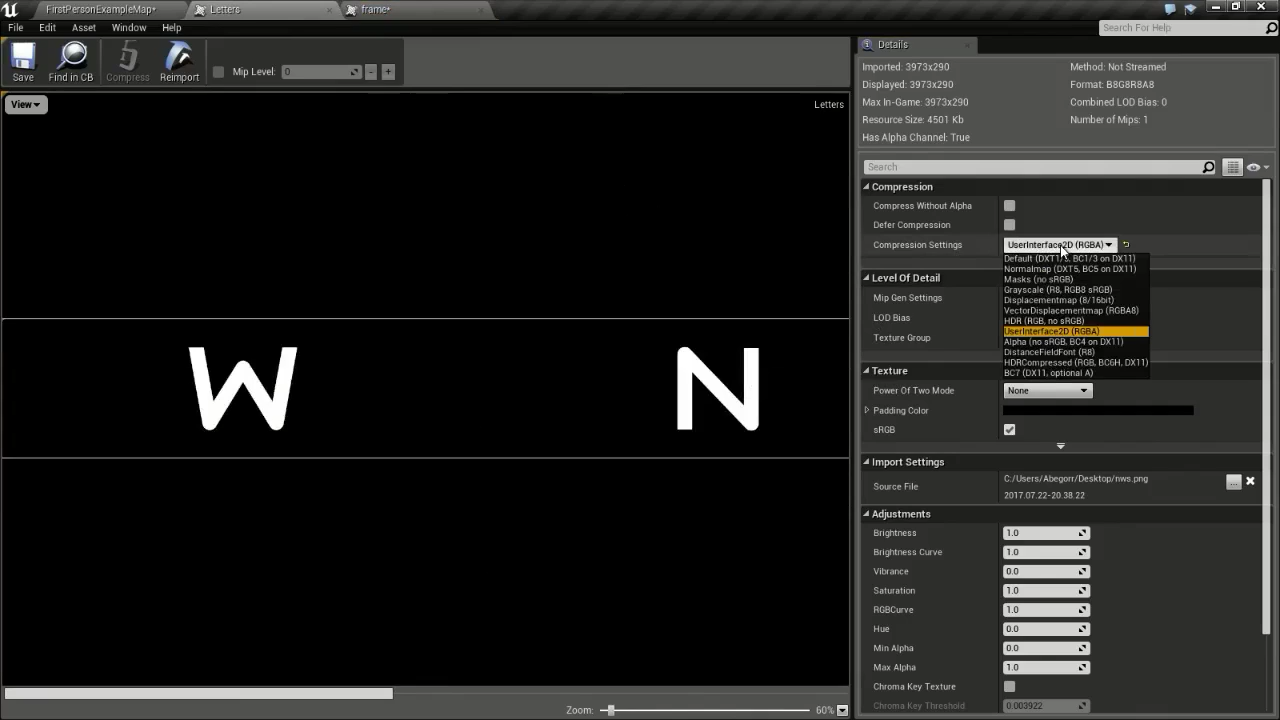 FirstPersonExampleMap*
Letters
frame*
File Edit Asset Window Help
Search For Help
Save Find in CB Compress Reimport
Mip Level: 0 - +
View
Letters
W N
Zoom: 60%
Details
Imported: 3973x290 Method: Not Streamed
Displayed: 3973x290 Format: B8G8R8A8
Max In-Game: 3973x290 Combined LOD Bias: 0
Resource Size: 4501 Kb Number of Mips: 1
Has Alpha Channel: True
Search
Compression
Compress Without Alpha
Defer Compression
Compression Settings UserInterface2D (RGBA)
Default (DXT1/5, BC1/3 on DX11)
Normalmap (DXT5, BC5 on DX11)
Masks (no sRGB)
Grayscale (R8, RGB8 sRGB)
Displacementmap (8/16bit)
VectorDisplacementmap (RGBA8)
HDR (RGB, no sRGB)
UserInterface2D (RGBA)
Alpha (no sRGB, BC4 on DX11)
DistanceFieldFont (R8)
HDRCompressed (RGB, BC6H, DX11)
BC7 (DX11, optional A)
Level Of Detail
Mip Gen Settings
LOD Bias
Texture Group
Texture
Power Of Two Mode None
Padding Color
sRGB
Import Settings
Source File C:/Users/Abegorr/Desktop/nws.png ...
2017.07.22-20.38.22
Adjustments
Brightness 1.0
Brightness Curve 1.0
Vibrance 0.0
Saturation 1.0
RGBCurve 1.0
Hue 0.0
Min Alpha 0.0
Max Alpha 1.0
Chroma Key Texture
Chroma Key Threshold 0.003922